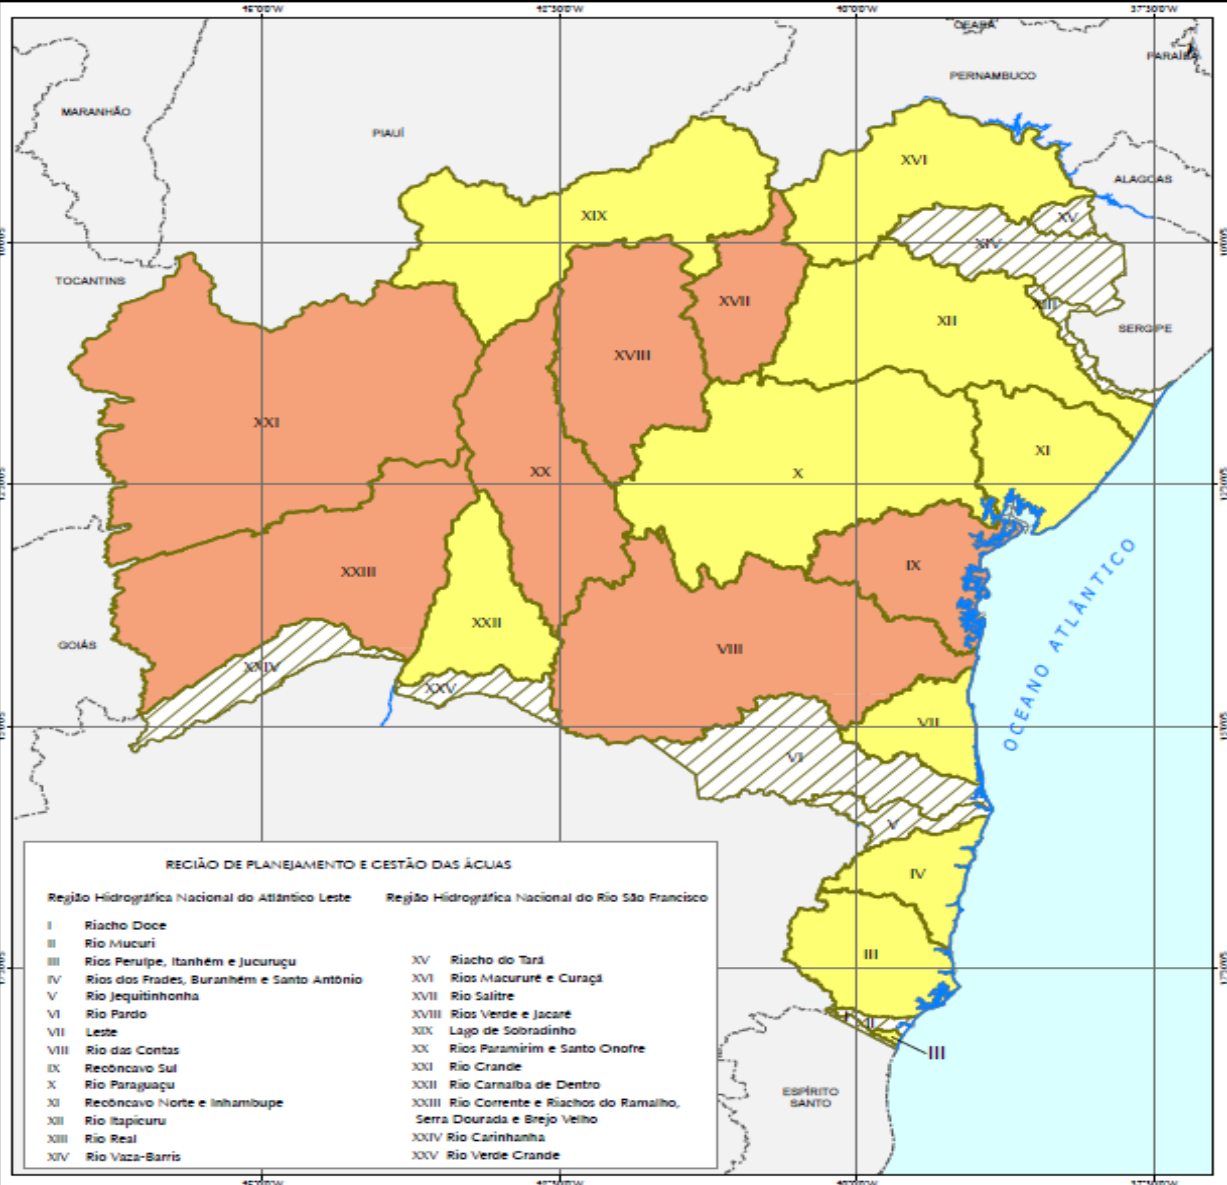 46°00'W 42°30'W 40°00'W 37°30'W
CEARÁ
PARAÍBA
PERNAMBUCO
MARANHÃO
PIAUÍ
XVI
ALAGOAS
XIX
XV
XIV
TOCANTINS
XVII
XIII
XII
SERGIPE
XVIII
XXI
XI
XX
X
OCEANO ATLÂNTICO
IX
XXIII
XXII
GOIÁS
VIII
XXIV
XXV
VII
VI
V
IV
III
I
II
III
ESPÍRITO
SANTO
REGIÃO DE PLANEJAMENTO E GESTÃO DAS ÁGUAS
Região Hidrográfica Nacional do Atlântico Leste
I Riacho Doce
II Rio Mucuri
III Rios Peruípe, Itanhém e Jucuruçu
IV Rios dos Frades, Buranhém e Santo Antônio
V Rio Jequitinhonha
VI Rio Pardo
VII Leste
VIII Rio das Contas
IX Recôncavo Sul
X Rio Paraguaçu
XI Recôncavo Norte e Inhambupe
XII Rio Itapicuru
XIII Rio Real
XIV Rio Vaza-Barris
Região Hidrográfica Nacional do Rio São Francisco
XV Riacho do Tará
XVI Rios Macururé e Curaçá
XVII Rio Salitre
XVIII Rios Verde e Jacaré
XIX Lago de Sobradinho
XX Rios Paramirim e Santo Onofre
XXI Rio Grande
XXII Rio Carnaíba de Dentro
XXIII Rio Corrente e Riachos do Ramalho,
Serra Dourada e Brejo Velho
XXIV Rio Carinhanha
XXV Rio Verde Grande